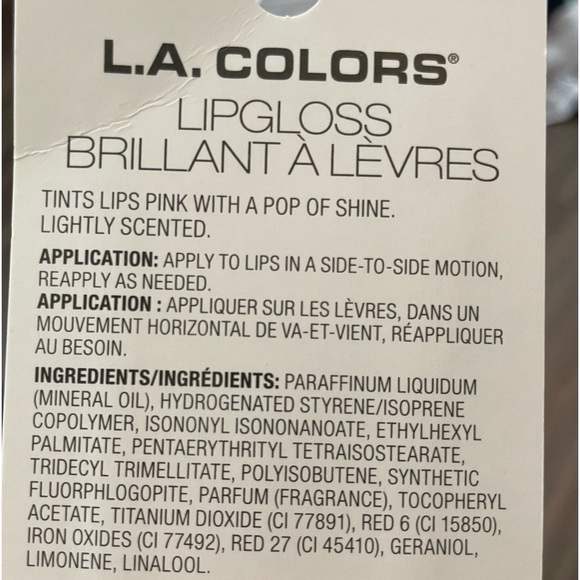 L.A. COLORS®
LIPGLOSS
BRILLANT À LÈVRES
TINTS LIPS PINK WITH A POP OF SHINE.
LIGHTLY SCENTED.
APPLICATION: APPLY TO LIPS IN A SIDE-TO-SIDE MOTION,
REAPPLY AS NEEDED.
APPLICATION : APPLIQUER SUR LES LÈVRES, DANS UN
MOUVEMENT HORIZONTAL DE VA-ET-VIENT, RÉAPPLIQUER
AU BESOIN.
INGREDIENTS/INGRÉDIENTS: PARAFFINUM LIQUIDUM
(MINERAL OIL), HYDROGENATED STYRENE/ISOPRENE
COPOLYMER, ISONONYL ISONONANOATE, ETHYLHEXYL
PALMITATE, PENTAERYTHRITYL TETRAISOSTEARATE,
TRIDECYL TRIMELLITATE, POLYISOBUTENE, SYNTHETIC
FLUORPHLOGOPITE, PARFUM (FRAGRANCE), TOCOPHERYL
ACETATE, TITANIUM DIOXIDE (CI 77891), RED 6 (CI 15850),
IRON OXIDES (CI 77492), RED 27 (CI 45410), GERANIOL,
LIMONENE, LINALOOL.